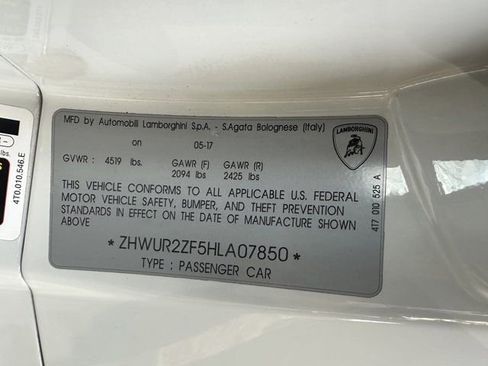 MFD by Automobili Lamborghini S.p.A. - S.Agata Bolognese (Italy)
on 05-17
GVWR : 4519 lbs. GAWR (F) GAWR (R)
2094 lbs 2425 lbs
THIS VEHICLE CONFORMS TO ALL APPLICABLE U.S. FEDERAL
MOTOR VEHICLE SAFETY, BUMPER, AND THEFT PREVENTION
STANDARDS IN EFFECT ON THE DATE OF MANUFACTURE SHOWN
ABOVE
* ZHWUR2ZF5HLA07850 *
TYPE : PASSENGER CAR
LAMBORGHINI
4T7 010 525 A
4T0.010.546.E
lbs.